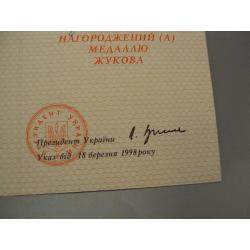 НАГОРОДЖЕНИЙ (А)
МЕДАЛЛЮ
ЖУКОВА
Президент України
Указ від 18 березня 1998 року